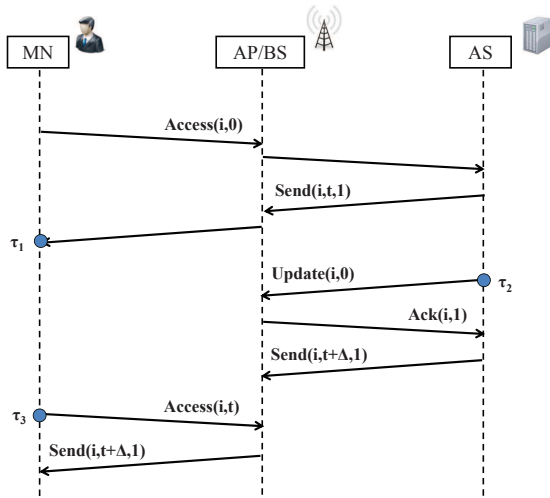 MN AP/BS AS
Access(i,0)
Send(i,t,1)
τ1
Update(i,0)
τ2
Ack(i,1)
Send(i,t+Δ,1)
τ3
Access(i,t)
Send(i,t+Δ,1)